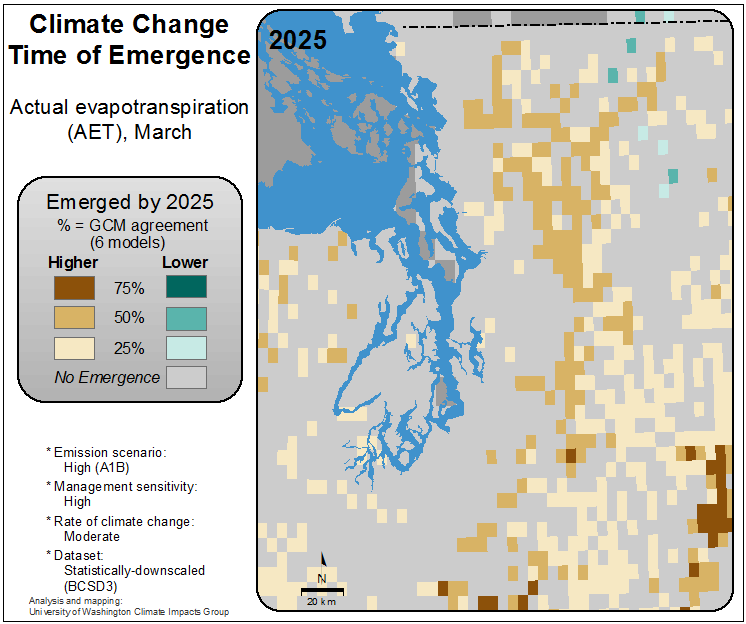 Climate Change
Time of Emergence
Actual evapotranspiration
(AET), March
Emerged by 2025
% = GCM agreement
(6 models)
Higher Lower
75%
50%
25%
No Emergence
* Emission scenario:
High (A1B)
* Management sensitivity:
High
* Rate of climate change:
Moderate
* Dataset:
Statistically-downscaled
(BCSD3)
Analysis and mapping:
University of Washington Climate Impacts Group
2025
N
20 km